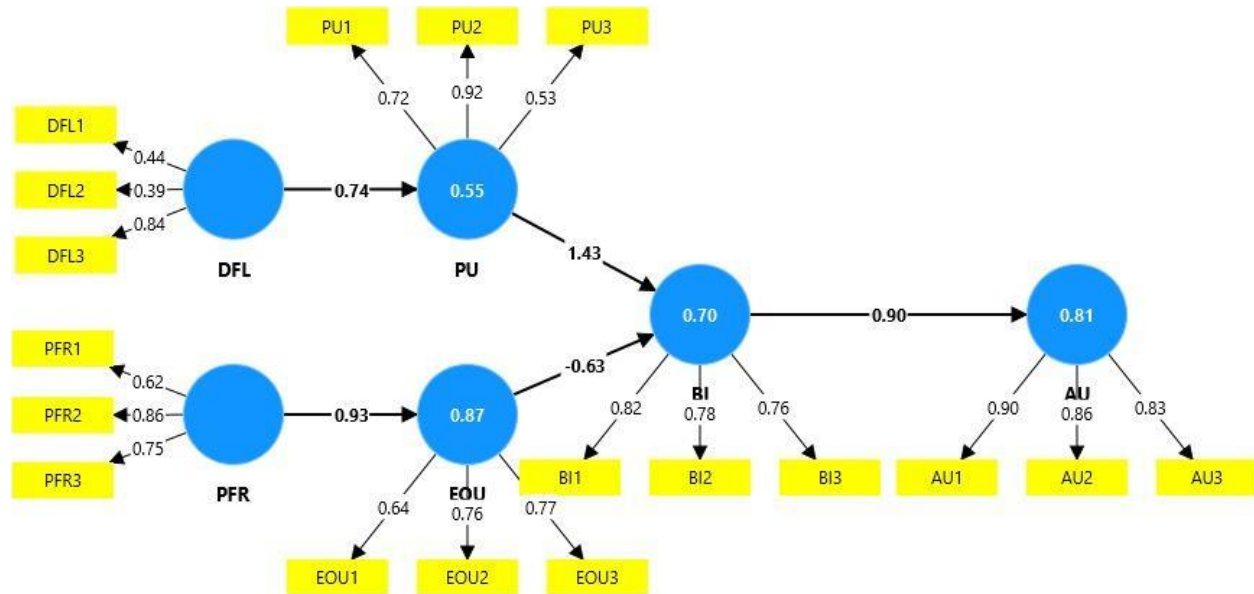 PU1 PU2 PU3
0.72 0.92 0.53
DFL1
0.44
DFL2
0.39
DFL3
0.84
DFL
0.74
0.55
PU
1.43
PFR1
0.62
PFR2
0.86
PFR3
0.75
PFR
0.93
0.87
EOU
-0.63
0.70
BI
0.90
0.81
AU
0.82 0.78 0.76
BI1 BI2 BI3
0.90 0.86 0.83
AU1 AU2 AU3
0.64 0.76 0.77
EOU1 EOU2 EOU3